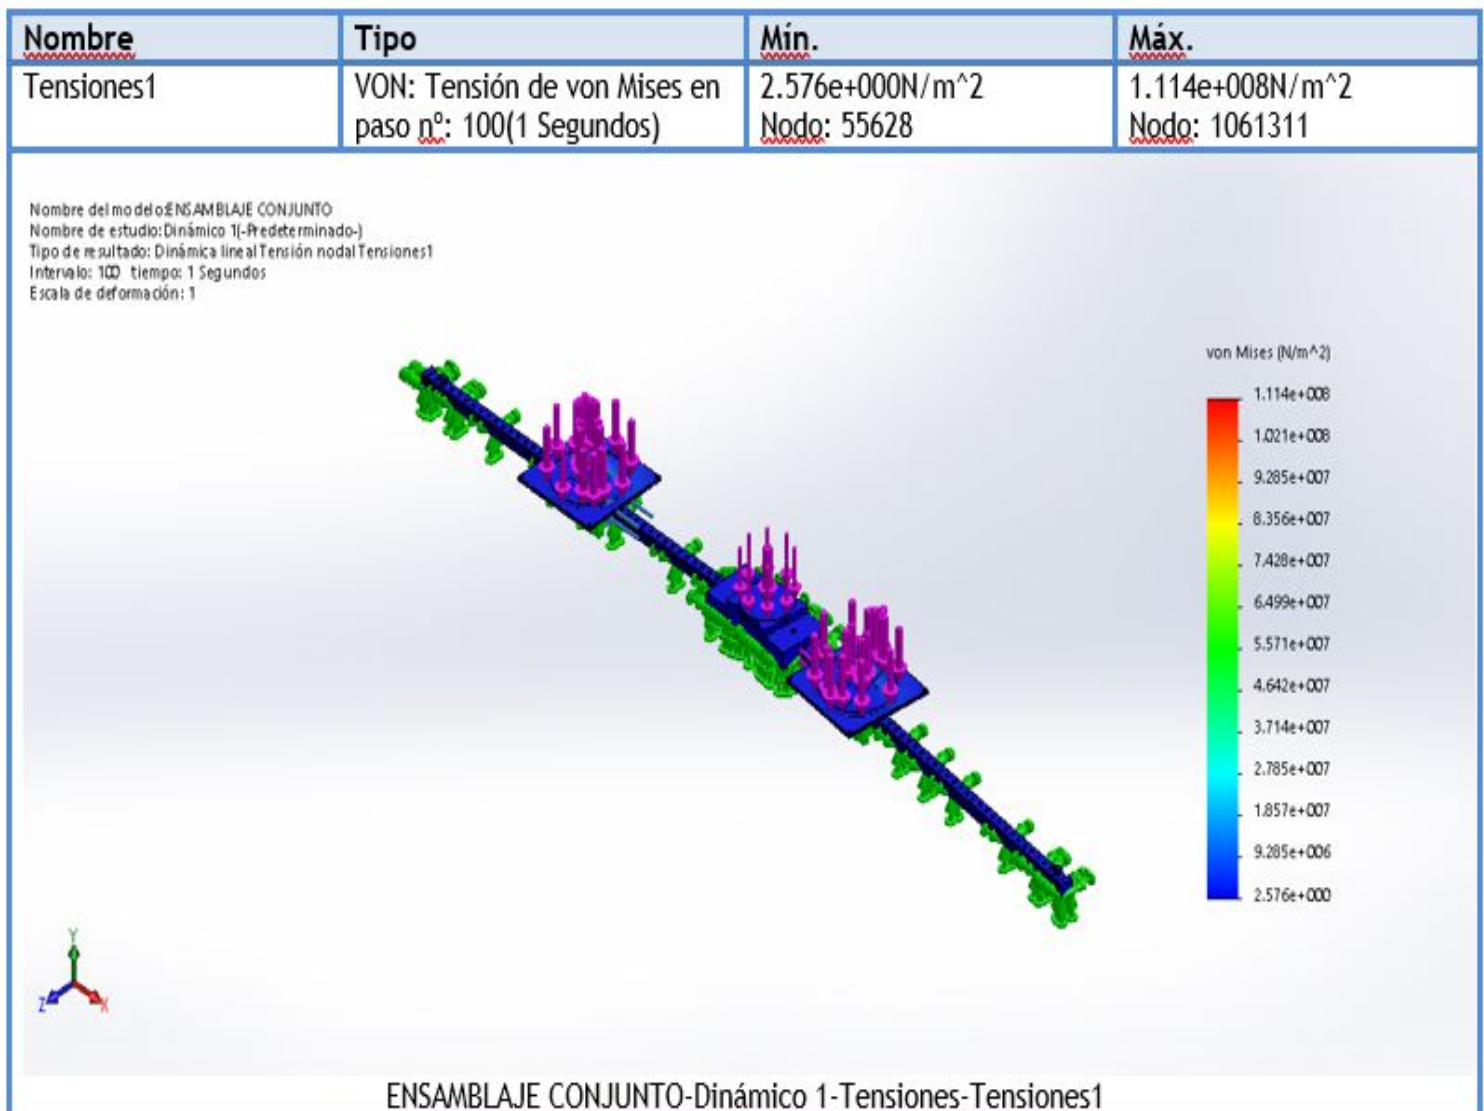 Nombre Tipo Mín. Máx.
Tensiones1 VON: Tensión de von Mises en 2.576e+000N/m^2 1.114e+008N/m^2
paso nº: 100(1 Segundos) Nodo: 55628 Nodo: 1061311
Nombre del modelo:ENSAMBLAJE CONJUNTO
Nombre de estudio:Dinámico 1(-Predeterminado-)
Tipo de resultado: Dinámica lineal Tensión nodal Tensiones1
Intervalo: 100 tiempo: 1 Segundos
Escala de deformación: 1
von Mises (N/m^2)
1.114e+008
1.021e+008
9.285e+007
8.356e+007
7.428e+007
6.499e+007
5.571e+007
4.642e+007
3.714e+007
2.785e+007
1.857e+007
9.285e+006
2.576e+000
Y
Z X
ENSAMBLAJE CONJUNTO-Dinámico 1-Tensiones-Tensiones1